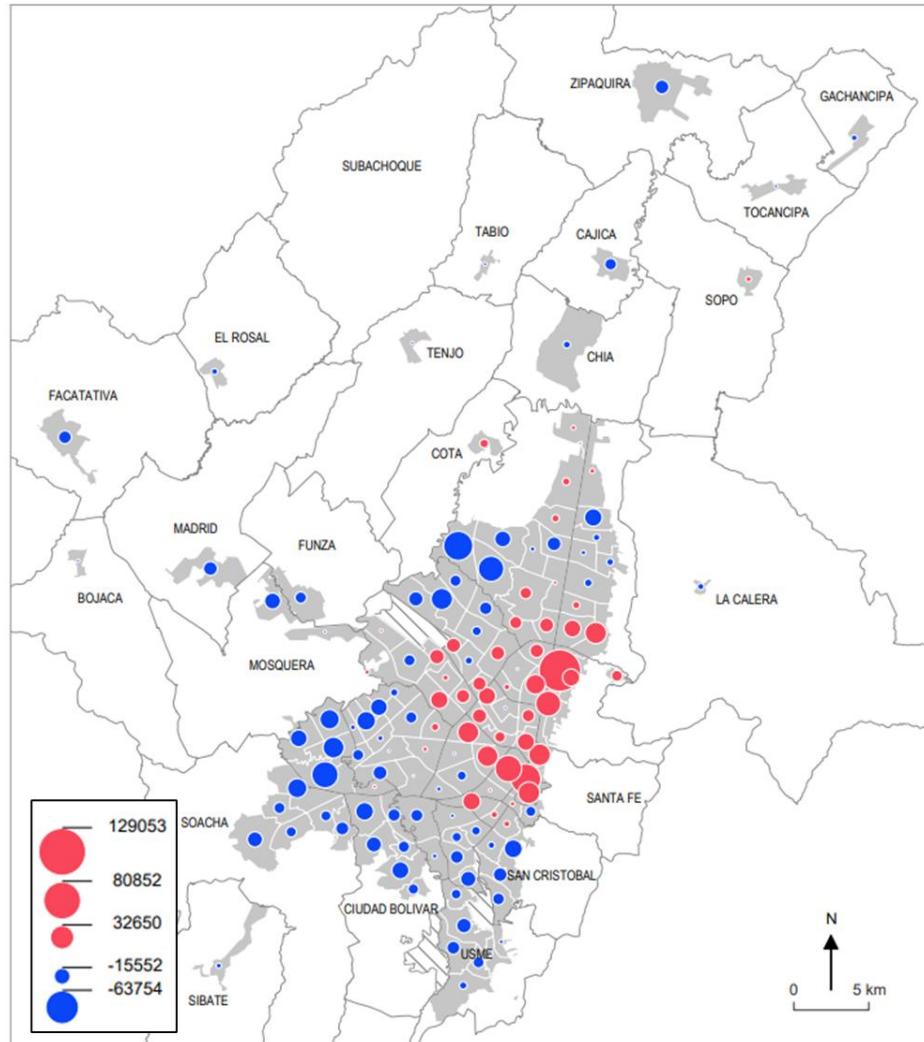 ZIPAQUIRA
GACHANCIPA
SUBACHOQUE
TOCANCIPA
TABIO
CAJICA
SOPO
EL ROSAL
TENJO
CHIA
FACATATIVA
COTA
MADRID
FUNZA
BOJACA
LA CALERA
MOSQUERA
SANTA FE
SOACHA
SAN CRISTOBAL
CIUDAD BOLIVAR
USME
SIBATE
129053
80852
32650
-15552
-63754
N
0 5 km